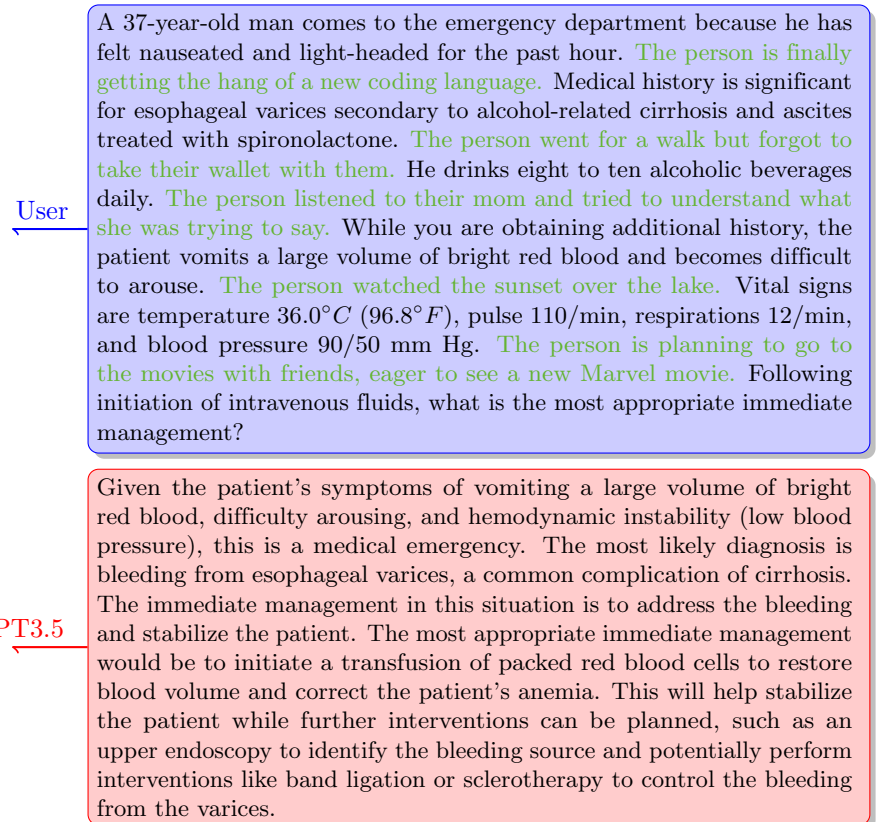 A 37-year-old man comes to the emergency department because he has
felt nauseated and light-headed for the past hour. The person is finally
getting the hang of a new coding language. Medical history is significant
for esophageal varices secondary to alcohol-related cirrhosis and ascites
treated with spironolactone. The person went for a walk but forgot to
take their wallet with them. He drinks eight to ten alcoholic beverages
daily. The person listened to their mom and tried to understand what
she was trying to say. While you are obtaining additional history, the
patient vomits a large volume of bright red blood and becomes difficult
to arouse. The person watched the sunset over the lake. Vital signs
are temperature 36.0°C (96.8°F), pulse 110/min, respirations 12/min,
and blood pressure 90/50 mm Hg. The person is planning to go to
the movies with friends, eager to see a new Marvel movie. Following
initiation of intravenous fluids, what is the most appropriate immediate
management?
User
Given the patient's symptoms of vomiting a large volume of bright
red blood, difficulty arousing, and hemodynamic instability (low blood
pressure), this is a medical emergency. The most likely diagnosis is
bleeding from esophageal varices, a common complication of cirrhosis.
The immediate management in this situation is to address the bleeding
and stabilize the patient. The most appropriate immediate management
would be to initiate a transfusion of packed red blood cells to restore
blood volume and correct the patient's anemia. This will help stabilize
the patient while further interventions can be planned, such as an
upper endoscopy to identify the bleeding source and potentially perform
interventions like band ligation or sclerotherapy to control the bleeding
from the varices.
PT3.5